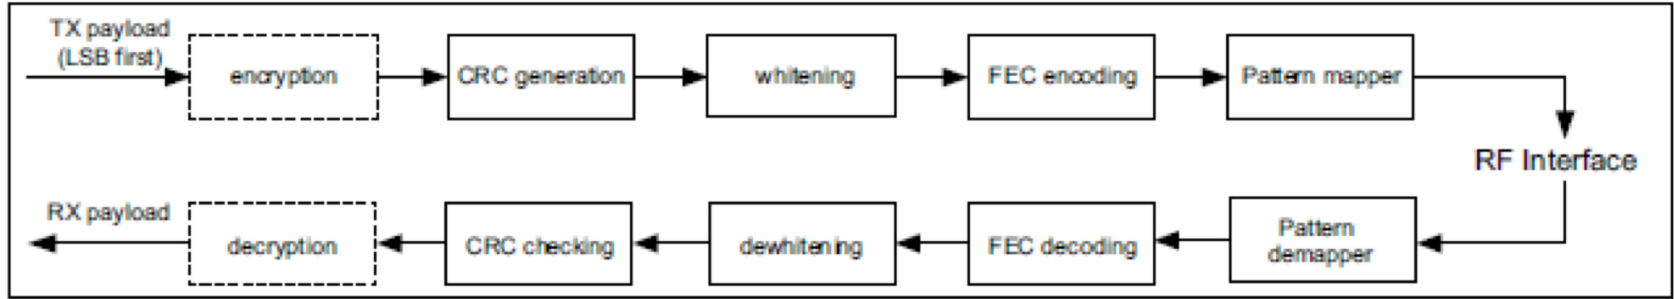 TX payload
(LSB first)
encryption
CRC generation
whitening
FEC encoding
Pattern mapper
RF Interface
RX payload
decryption
CRC checking
dewhitening
FEC decoding
Pattern
demapper